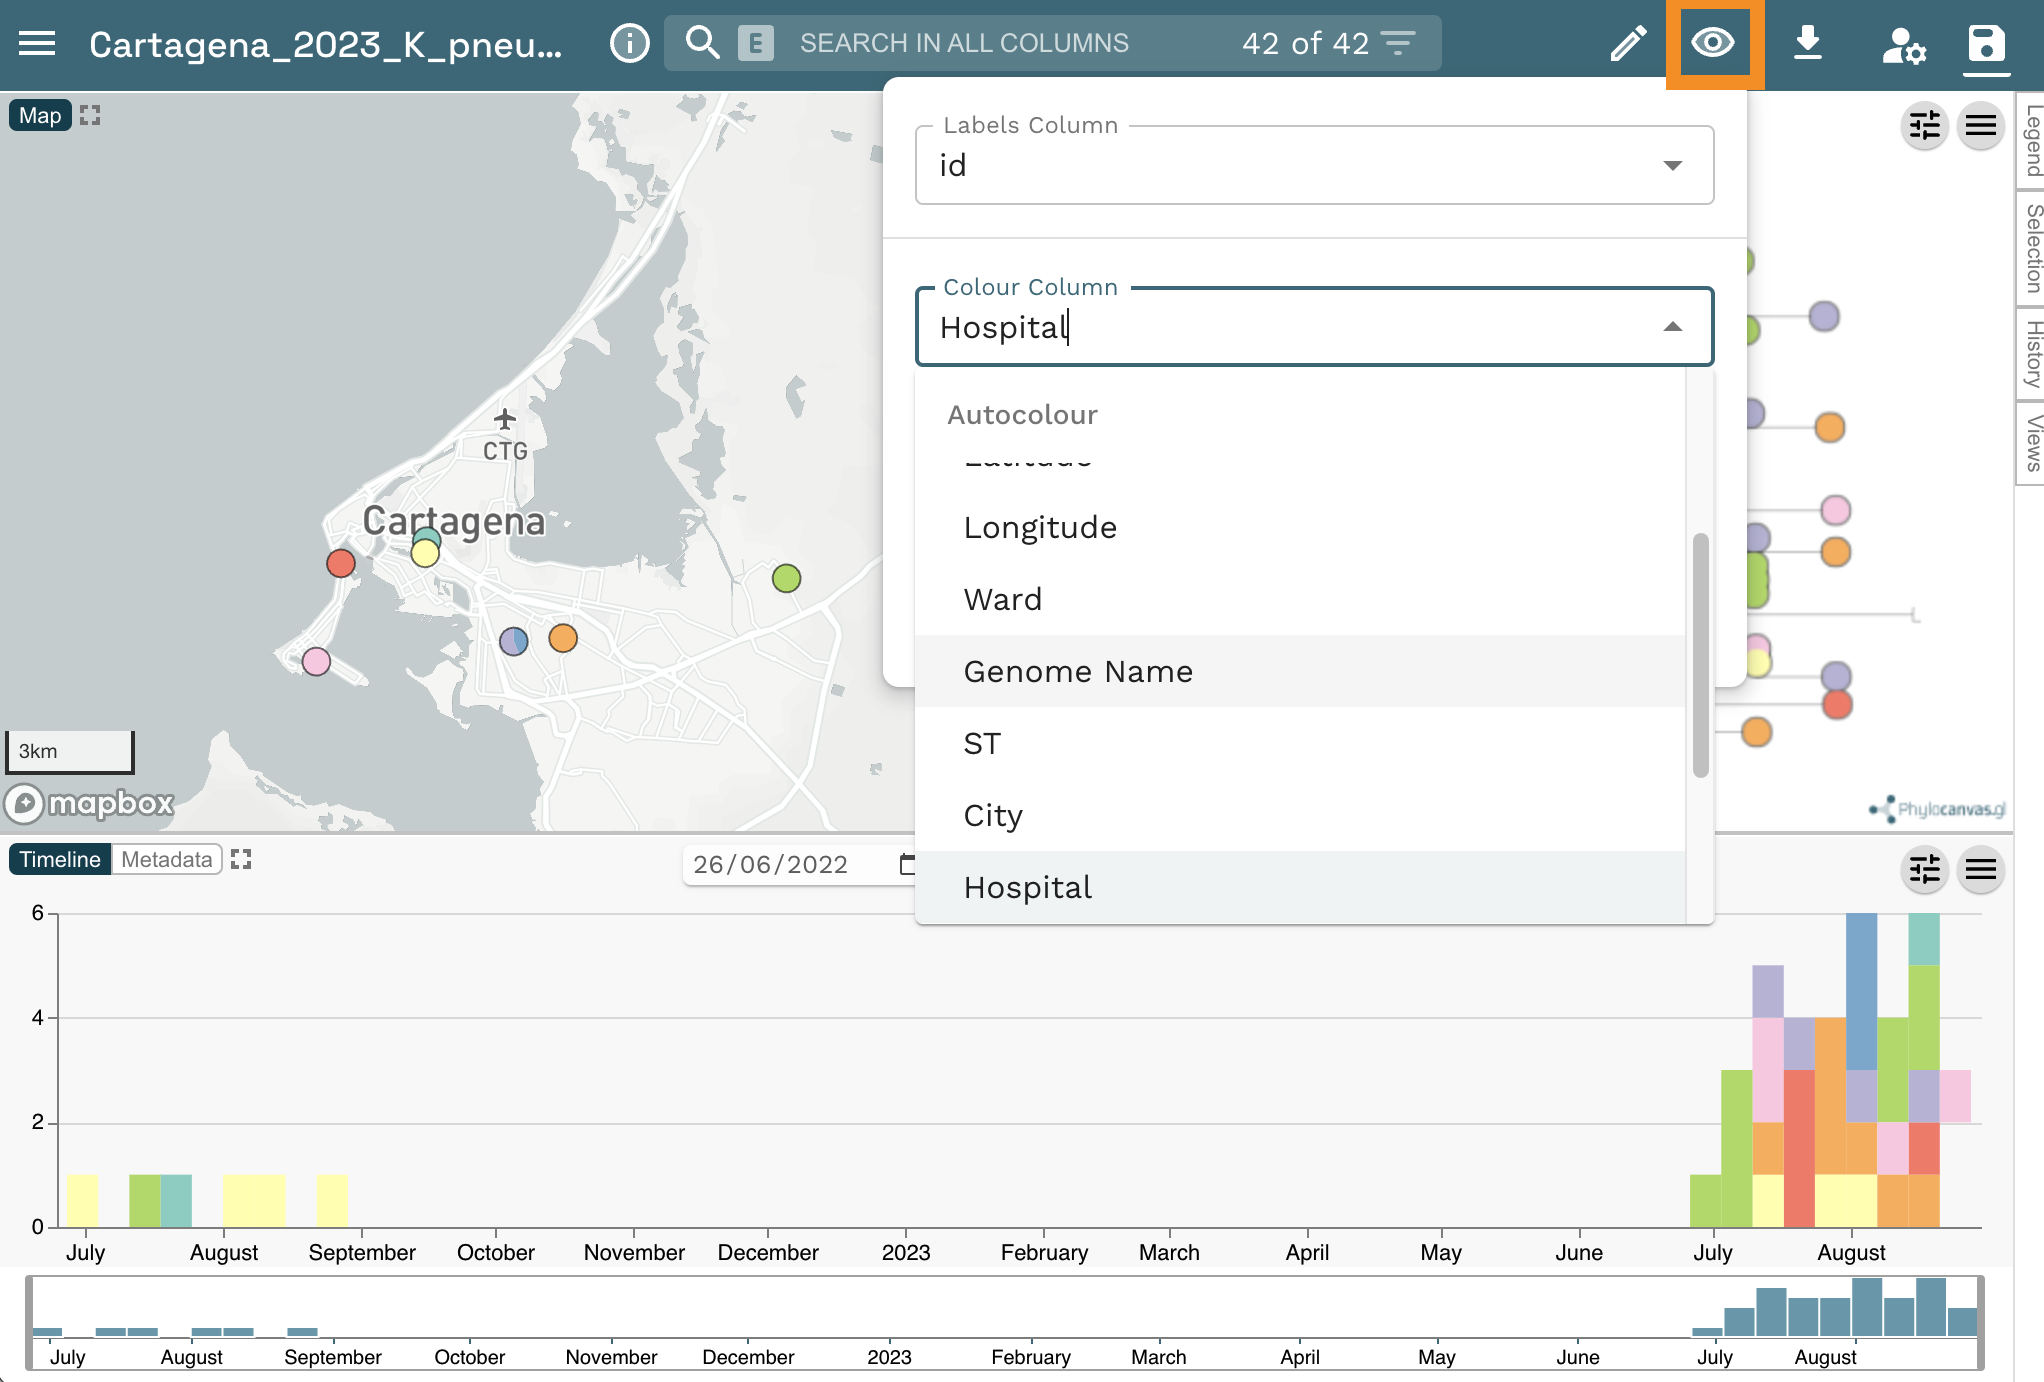 Cartagena_2023_K_pneu...
E
SEARCH IN ALL COLUMNS
42 of 42
Map
Labels Column
id
Colour Column
Hospital
Autocolour
Latitude
Longitude
Ward
Genome Name
ST
City
Hospital
CTG
Cartagena
3km
mapbox
Legend
Selection
History
Views
Phylocanvas.gl
Timeline
Metadata
26/06/2022
6
4
2
0
July August September October November December 2023 February March April May June July August
July August September October November December 2023 February March April May June July August